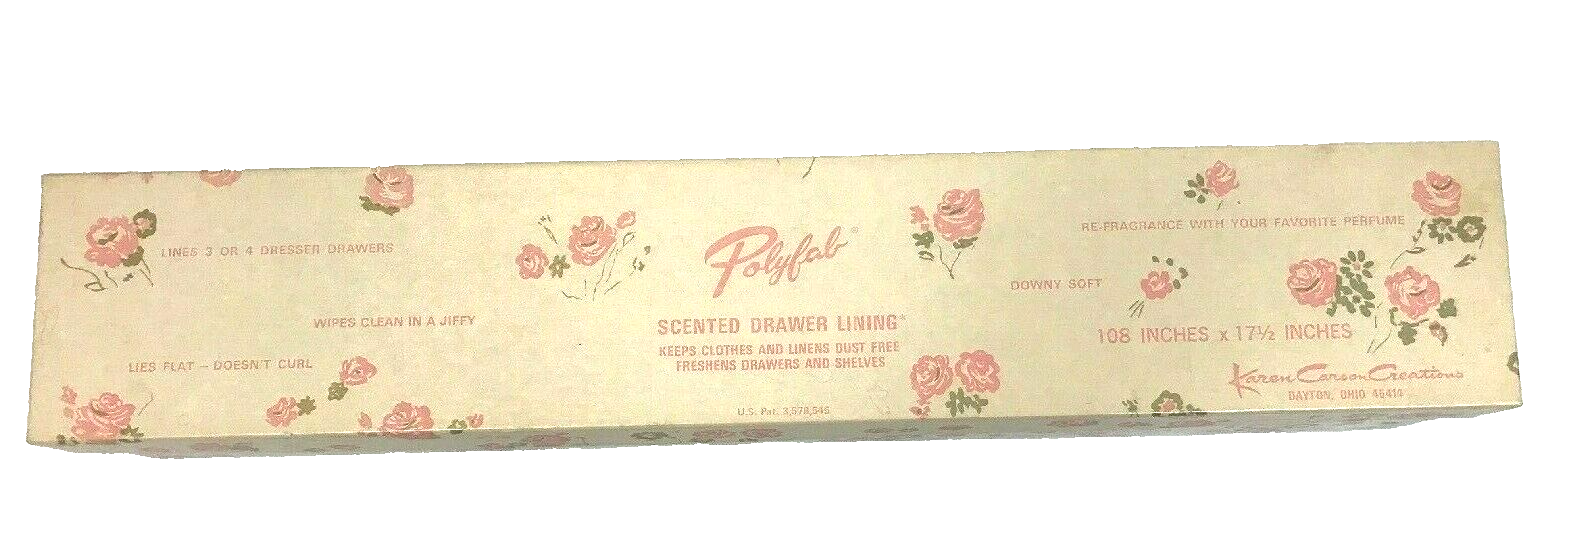 LINES 3 OR 4 DRESSER DRAWERS
WIPES CLEAN IN A JIFFY
LIES FLAT – DOESN'T CURL
Polyfab®
SCENTED DRAWER LINING*
KEEPS CLOTHES AND LINENS DUST FREE
FRESHENS DRAWERS AND SHELVES
U.S. Pat. 3,578,545
RE-FRAGRANCE WITH YOUR FAVORITE PERFUME
DOWNY SOFT
108 INCHES x 17½ INCHES
Karen Carson Creations
DAYTON, OHIO 45414